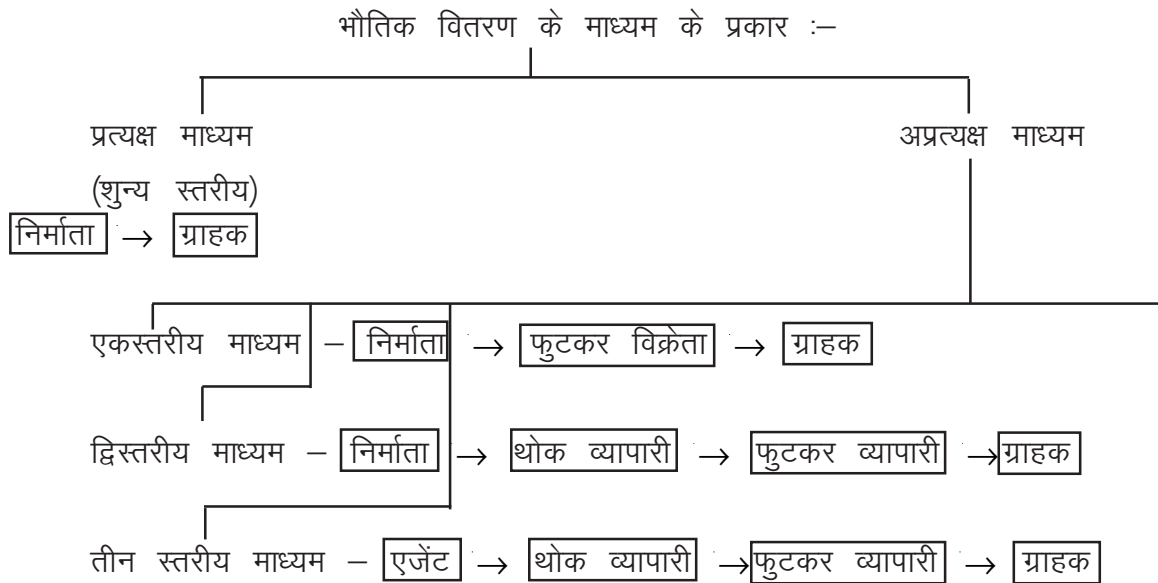 भौतिक वितरण के माध्यम के प्रकार :–
प्रत्यक्ष माध्यम अप्रत्यक्ष माध्यम
(शुन्य स्तरीय)
निर्माता → ग्राहक
एकस्तरीय माध्यम – निर्माता → फुटकर विक्रेता → ग्राहक
द्विस्तरीय माध्यम – निर्माता → थोक व्यापारी → फुटकर व्यापारी → ग्राहक
तीन स्तरीय माध्यम – एजेंट → थोक व्यापारी → फुटकर व्यापारी → ग्राहक